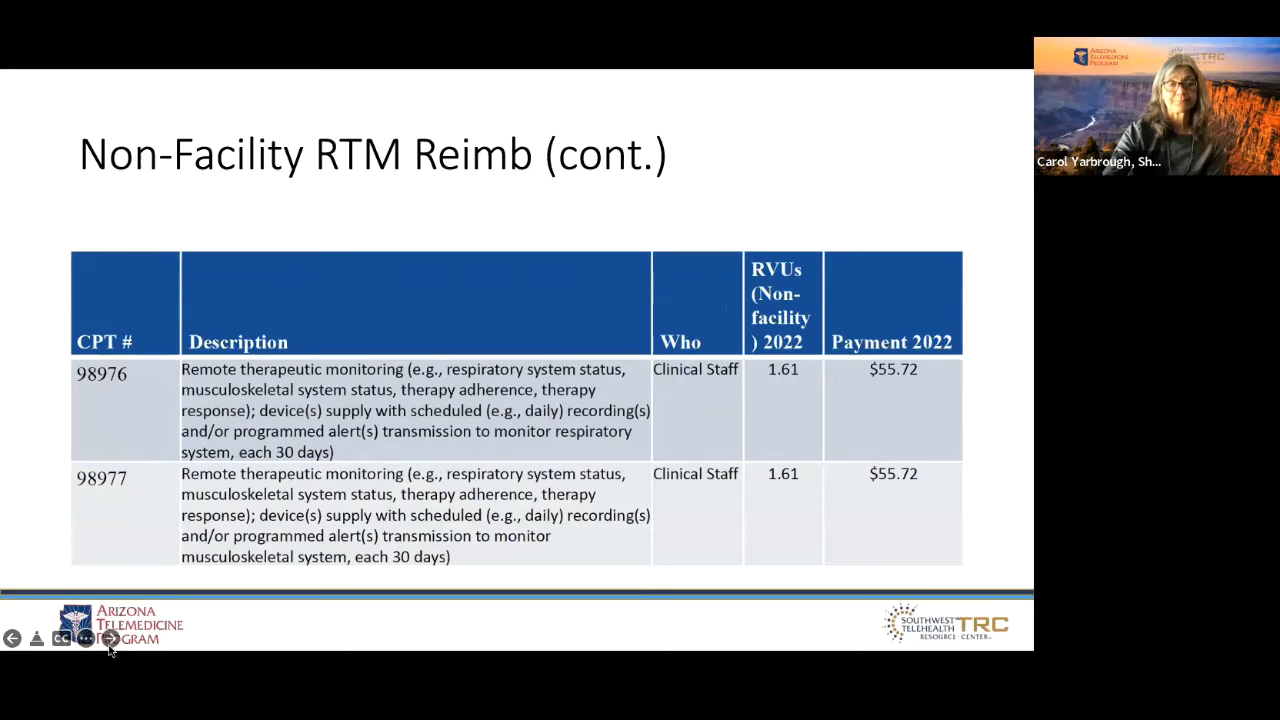 Non-Facility RTM Reimb (cont.)
CPT #
Description
Who
RVUs
(Non-
facility
) 2022
Payment 2022
98976
Remote therapeutic monitoring (e.g., respiratory system status,
musculoskeletal system status, therapy adherence, therapy
response); device(s) supply with scheduled (e.g., daily) recording(s)
and/or programmed alert(s) transmission to monitor respiratory
system, each 30 days)
Clinical Staff
1.61
$55.72
98977
Remote therapeutic monitoring (e.g., respiratory system status,
musculoskeletal system status, therapy adherence, therapy
response); device(s) supply with scheduled (e.g., daily) recording(s)
and/or programmed alert(s) transmission to monitor
musculoskeletal system, each 30 days)
Clinical Staff
1.61
$55.72
ARIZONA
TELEMEDICINE
PROGRAM
CC
SOUTHWEST
TELEHEALTH
RESOURCE CENTER
TRC
ARIZONA
TELEMEDICINE
PROGRAM
TRC
Carol Yarbrough, Sh...